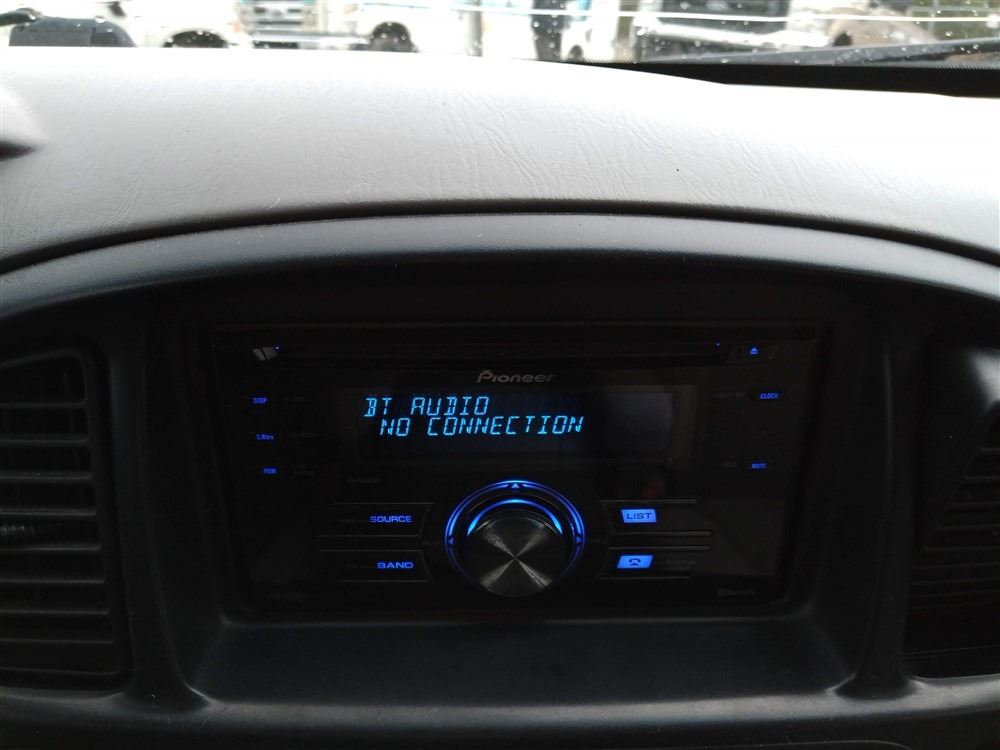 Pioneer
DISP
CLOCK
BT AUDIO
NO CONNECTION
MUTE
SOURCE
LIST
BAND